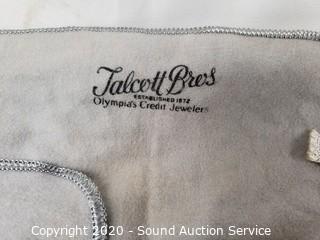 Talcott Bros
ESTABLISHED 1872
Olympia's Credit Jewelers
Copyright © 2020 - Sound Auction Service